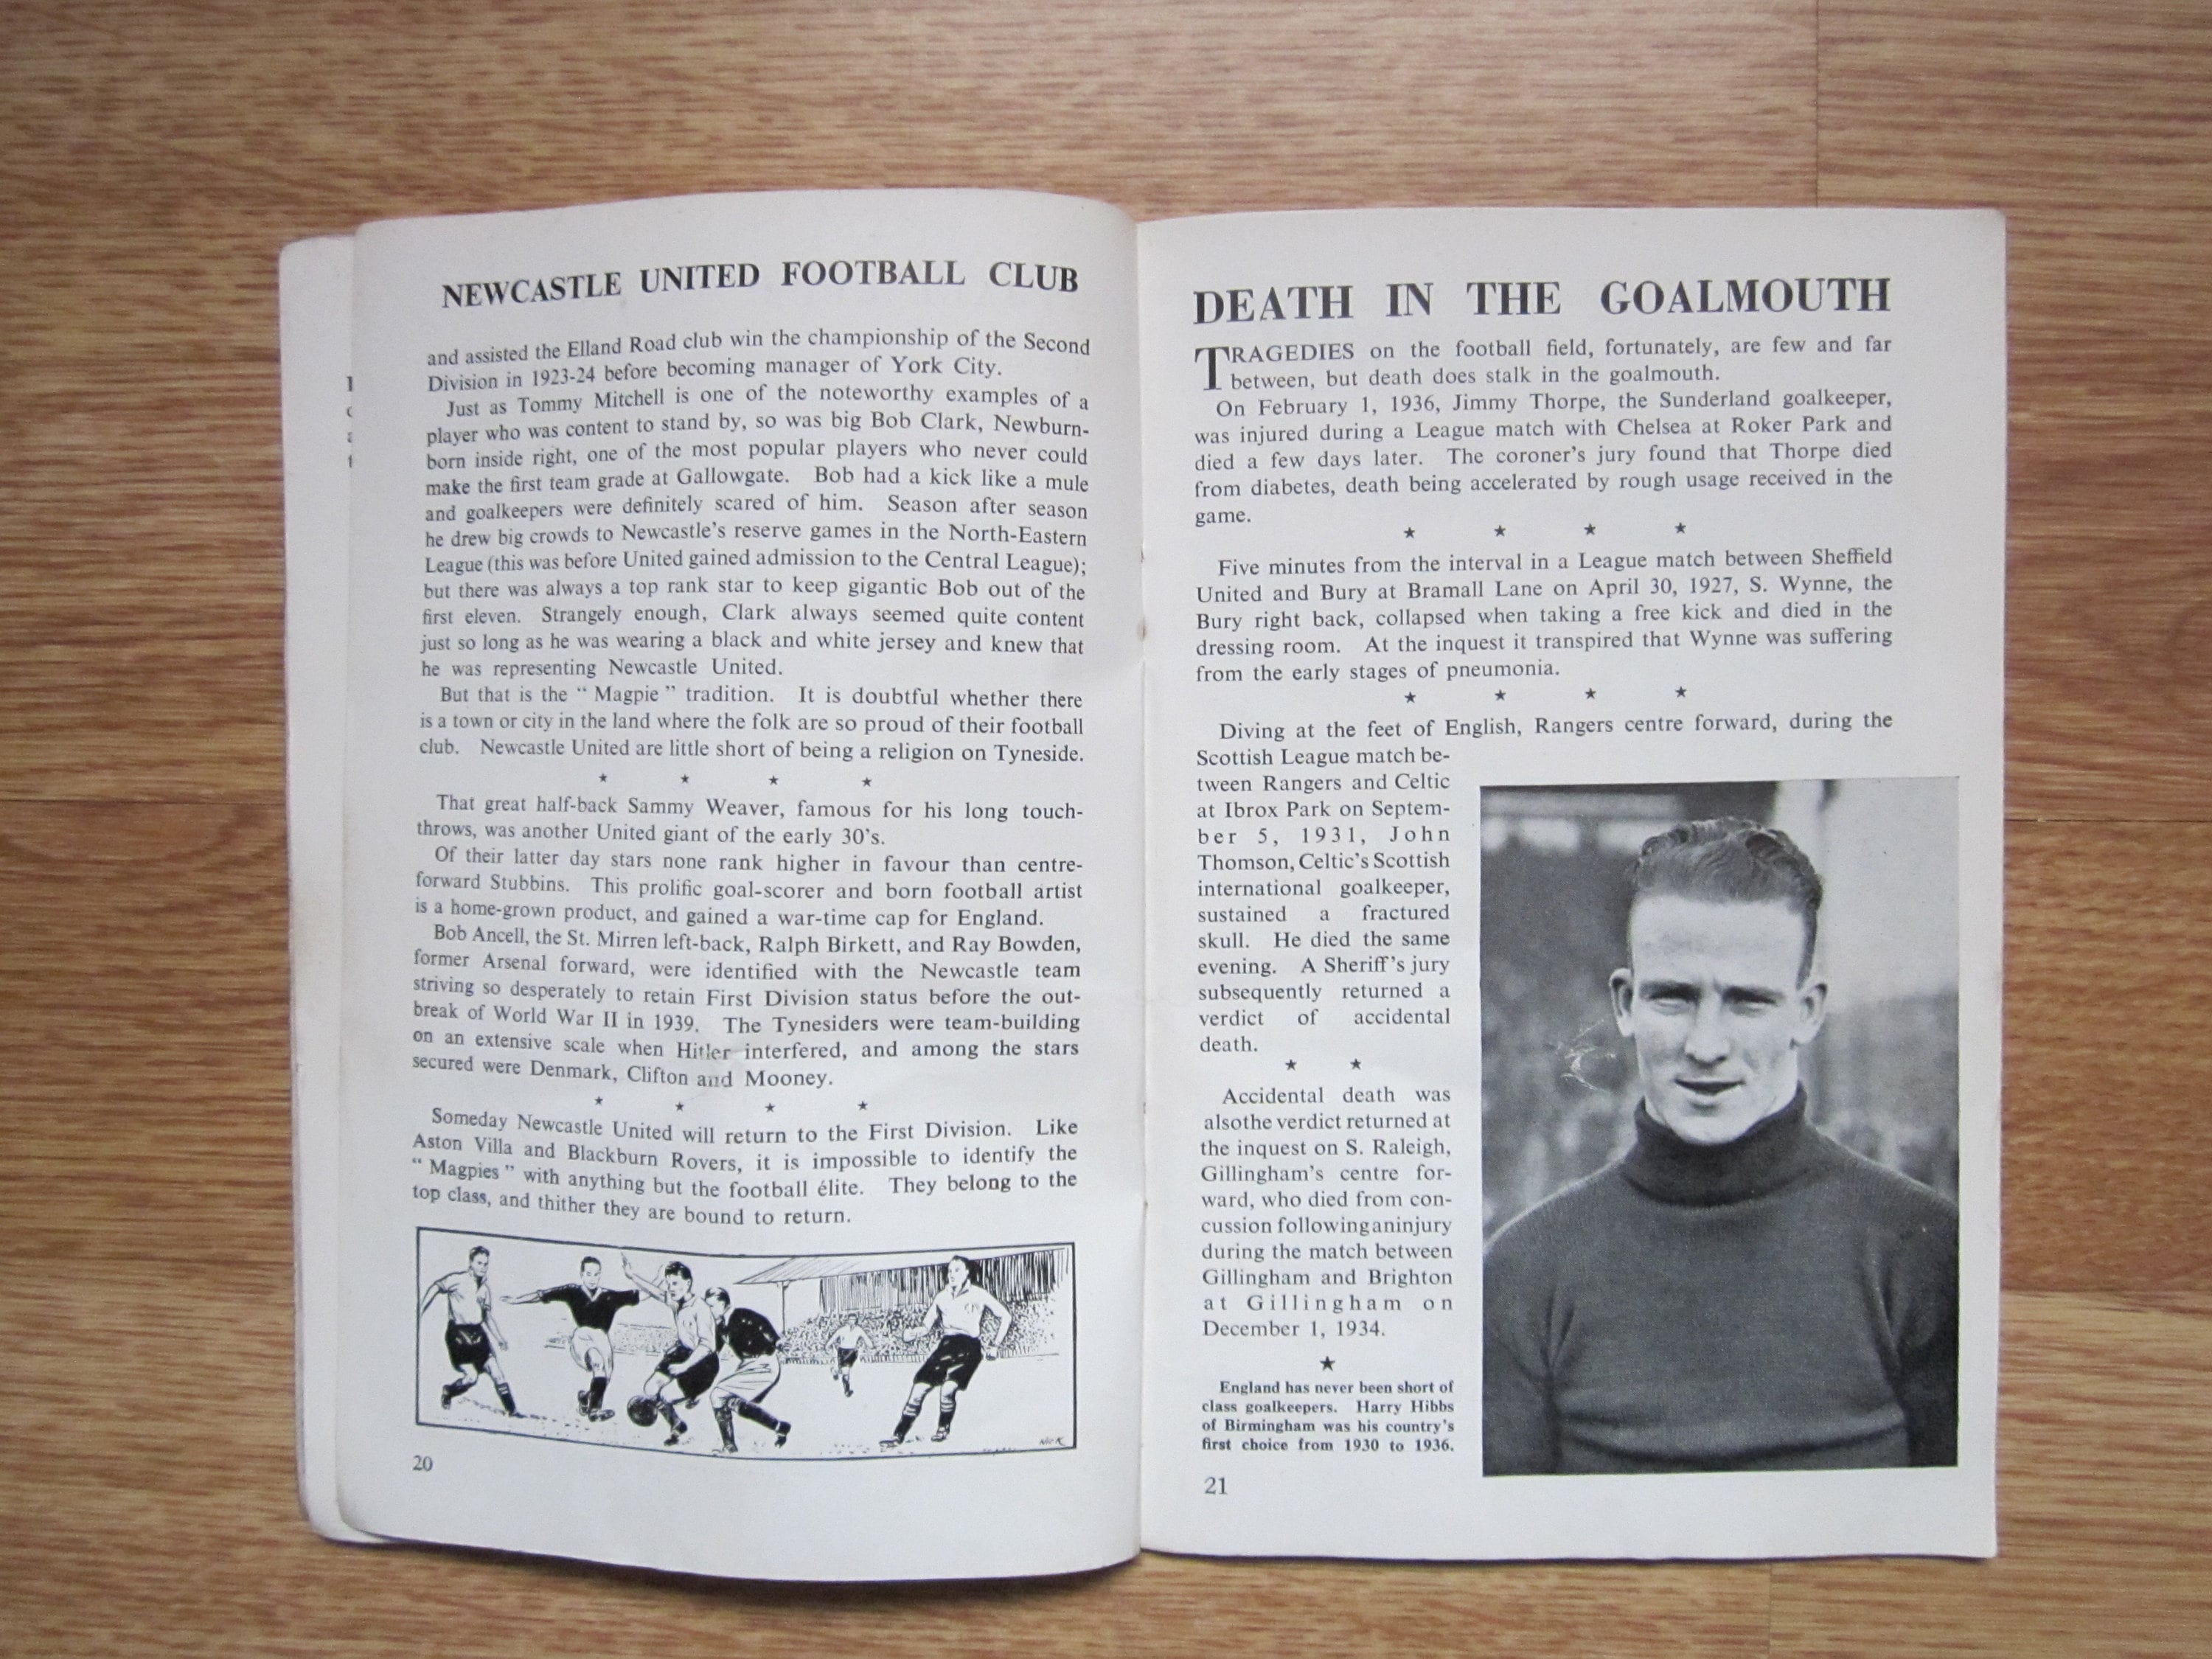 NEWCASTLE UNITED FOOTBALL CLUB
and assisted the Elland Road club win the championship of the Second
Division in 1923-24 before becoming manager of York City.
Just as Tommy Mitchell is one of the noteworthy examples of a
player who was content to stand by, so was big Bob Clark, Newburn-
born inside right, one of the most popular players who never could
make the first team grade at Gallowgate. Bob had a kick like a mule
and goalkeepers were definitely scared of him. Season after season
he drew big crowds to Newcastle's reserve games in the North-Eastern
League (this was before United gained admission to the Central League);
but there was always a top rank star to keep gigantic Bob out of the
first eleven. Strangely enough, Clark always seemed quite content
just so long as he was wearing a black and white jersey and knew that
he was representing Newcastle United.
But that is the “ Magpie ” tradition. It is doubtful whether there
is a town or city in the land where the folk are so proud of their football
club. Newcastle United are little short of being a religion on Tyneside.
★ ★ ★ ★
That great half-back Sammy Weaver, famous for his long touch-
throws, was another United giant of the early 30's.
Of their latter day stars none rank higher in favour than centre-
forward Stubbins. This prolific goal-scorer and born football artist
is a home-grown product, and gained a war-time cap for England.
Bob Ancell, the St. Mirren left-back, Ralph Birkett, and Ray Bowden,
former Arsenal forward, were identified with the Newcastle team
striving so desperately to retain First Division status before the out-
break of World War II in 1939. The Tynesiders were team-building
on an extensive scale when Hitler interfered, and among the stars
secured were Denmark, Clifton and Mooney.
★ ★ ★ ★
Someday Newcastle United will return to the First Division. Like
Aston Villa and Blackburn Rovers, it is impossible to identify the
“ Magpies ” with anything but the football élite. They belong to the
top class, and thither they are bound to return.
NICK
20
DEATH IN THE GOALMOUTH
TRAGEDIES on the football field, fortunately, are few and far
between, but death does stalk in the goalmouth.
On February 1, 1936, Jimmy Thorpe, the Sunderland goalkeeper,
was injured during a League match with Chelsea at Roker Park and
died a few days later. The coroner's jury found that Thorpe died
from diabetes, death being accelerated by rough usage received in the
game.
★ ★ ★ ★
Five minutes from the interval in a League match between Sheffield
United and Bury at Bramall Lane on April 30, 1927, S. Wynne, the
Bury right back, collapsed when taking a free kick and died in the
dressing room. At the inquest it transpired that Wynne was suffering
from the early stages of pneumonia.
★ ★ ★ ★
Diving at the feet of English, Rangers centre forward, during the
Scottish League match be-
tween Rangers and Celtic
at Ibrox Park on Septem-
ber 5, 1931, John
Thomson, Celtic's Scottish
international goalkeeper,
sustained a fractured
skull. He died the same
evening. A Sheriff's jury
subsequently returned a
verdict of accidental
death.
★ ★
Accidental death was
alsothe verdict returned at
the inquest on S. Raleigh,
Gillingham's centre for-
ward, who died from con-
cussion followinganinjury
during the match between
Gillingham and Brighton
at Gillingham on
December 1, 1934.
★
England has never been short of
class goalkeepers. Harry Hibbs
of Birmingham was his country's
first choice from 1930 to 1936.
21